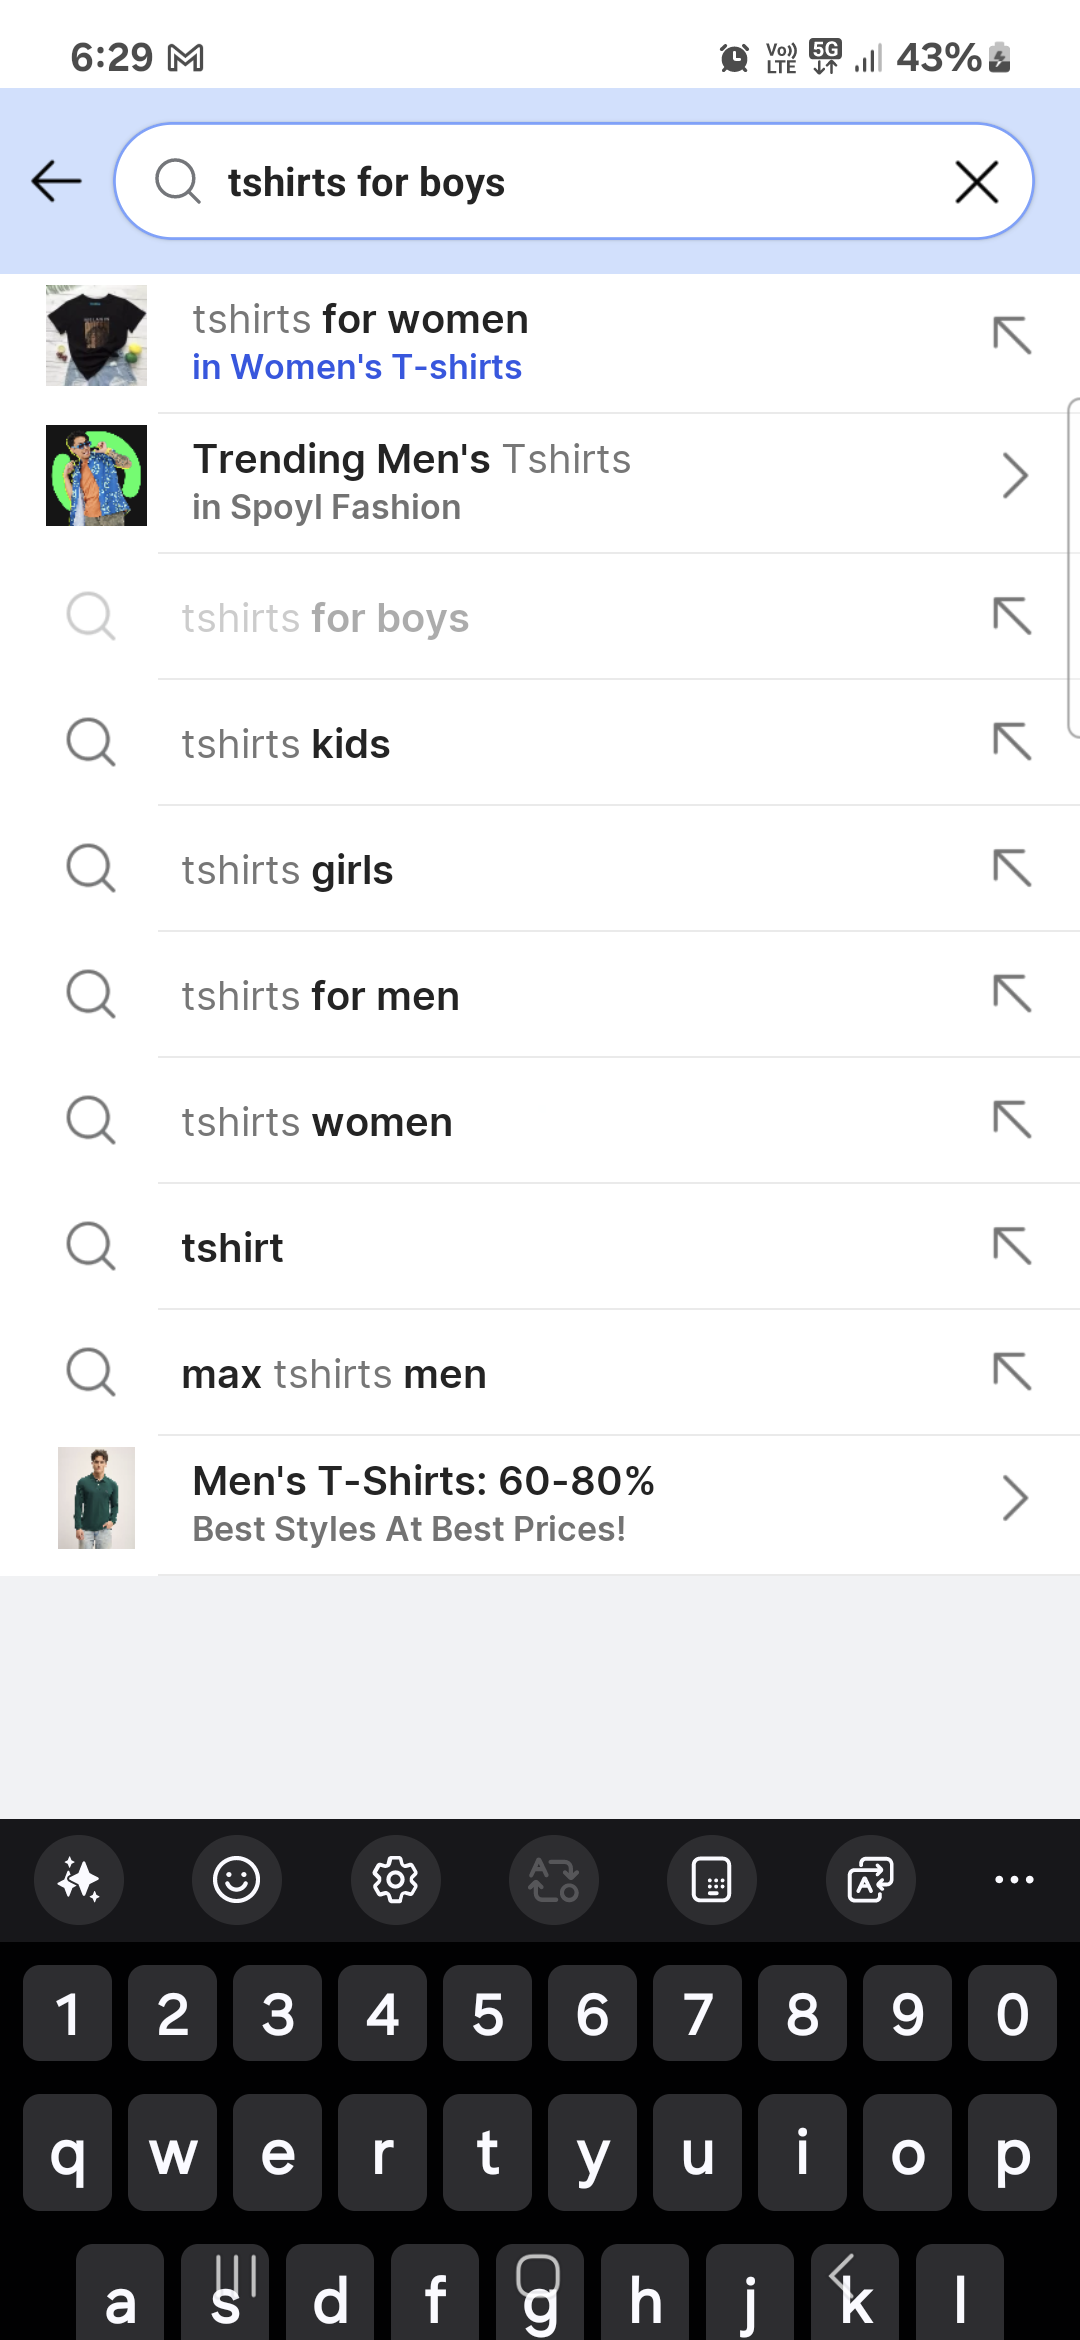 6:29 Vo)) LTE 5G 43%
tshirts for boys
tshirts for women
in Women's T-shirts
Trending Men's Tshirts
in Spoyl Fashion
tshirts for boys
tshirts kids
tshirts girls
tshirts for men
tshirts women
tshirt
max tshirts men
Men's T-Shirts: 60-80%
Best Styles At Best Prices!
1 2 3 4 5 6 7 8 9 0
q w e r t y u i o p
a s d f g h j k l